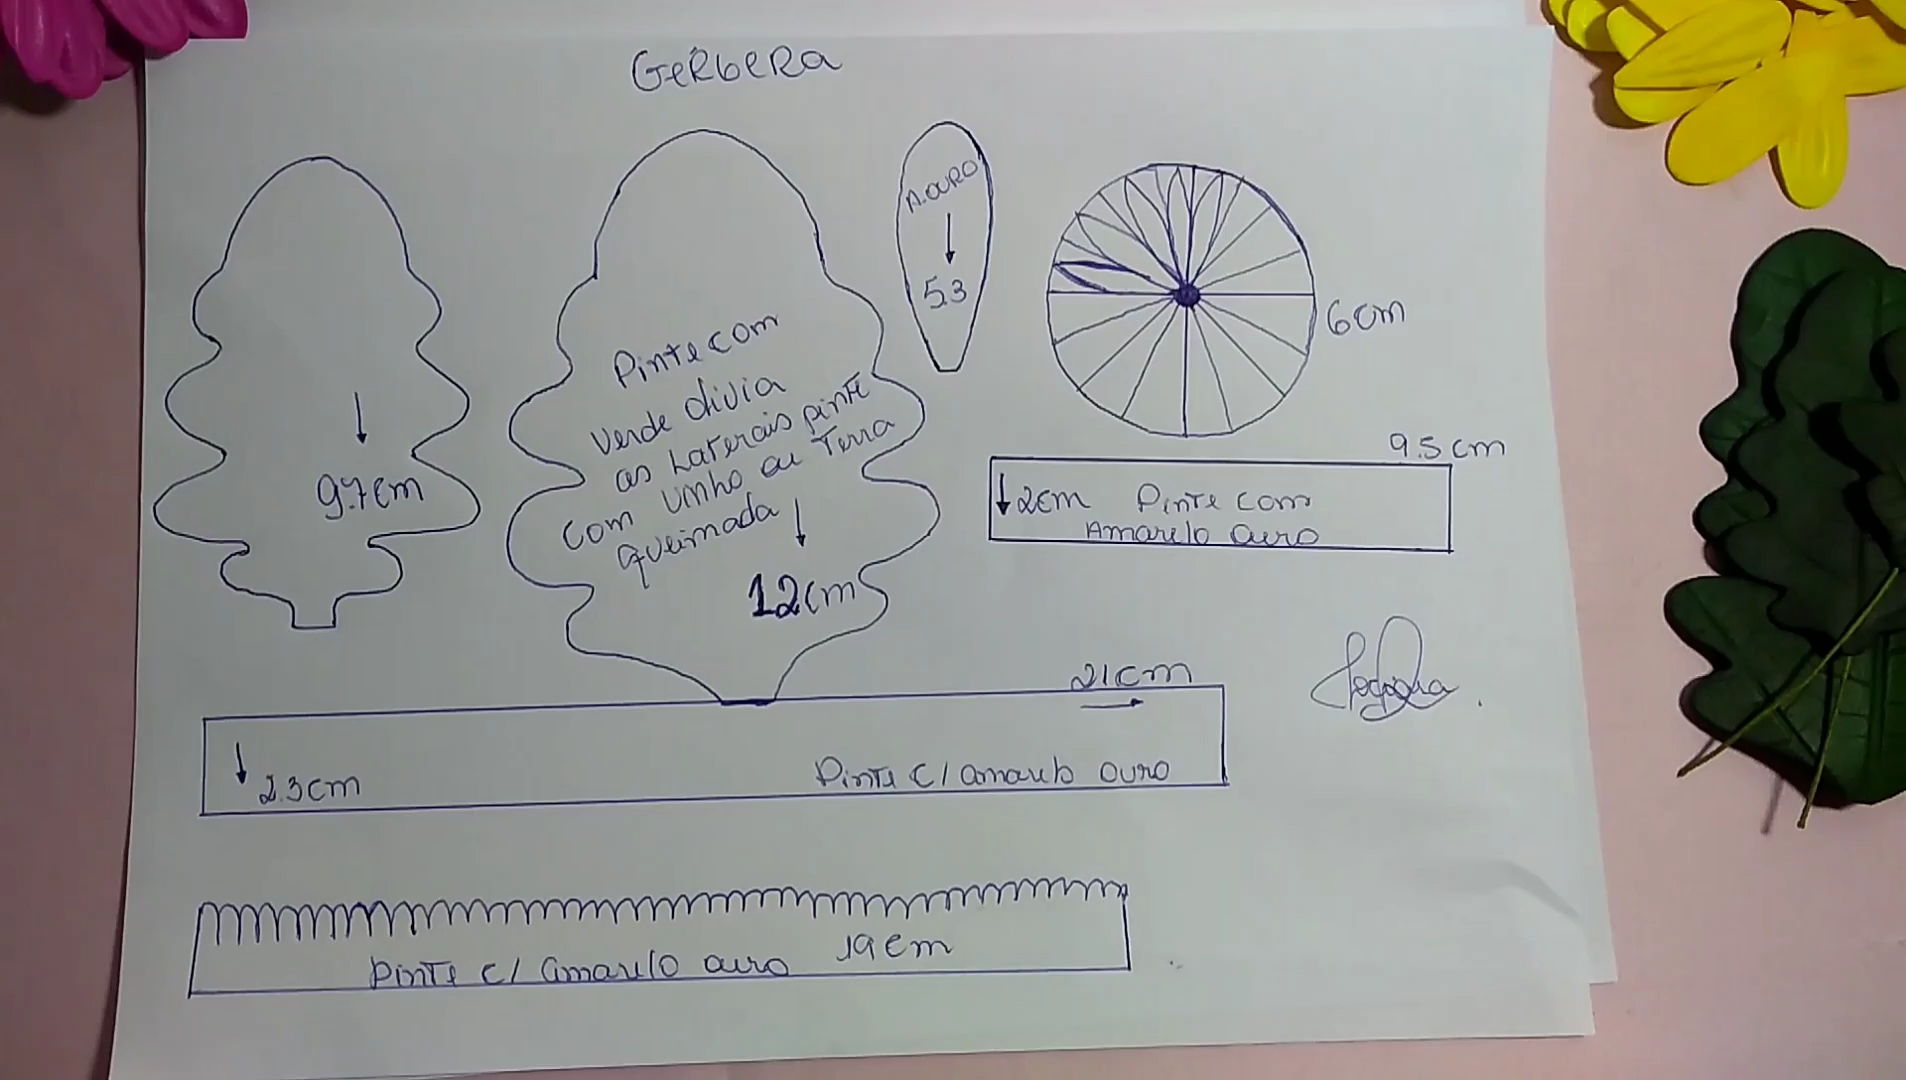 GeRbeRa
9.7cm
Pinte com
verde oliva
as Laterais pinte
com vinho ou Terra
queimada
12cm
A.OURO
5.3
6cm
9.5cm
2cm Pinte com
Amarelo ouro
21cm
2.3cm Pinte c/ amarelo ouro
Pinte c/ amarelo ouro 19cm